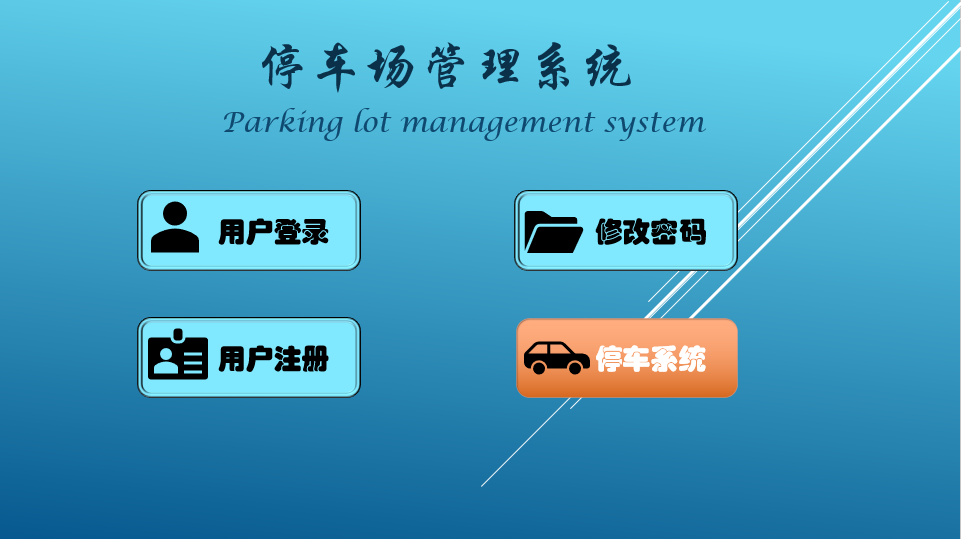 停车场管理系统
Parking lot management system
用户登录
修改密码
用户注册
停车系统